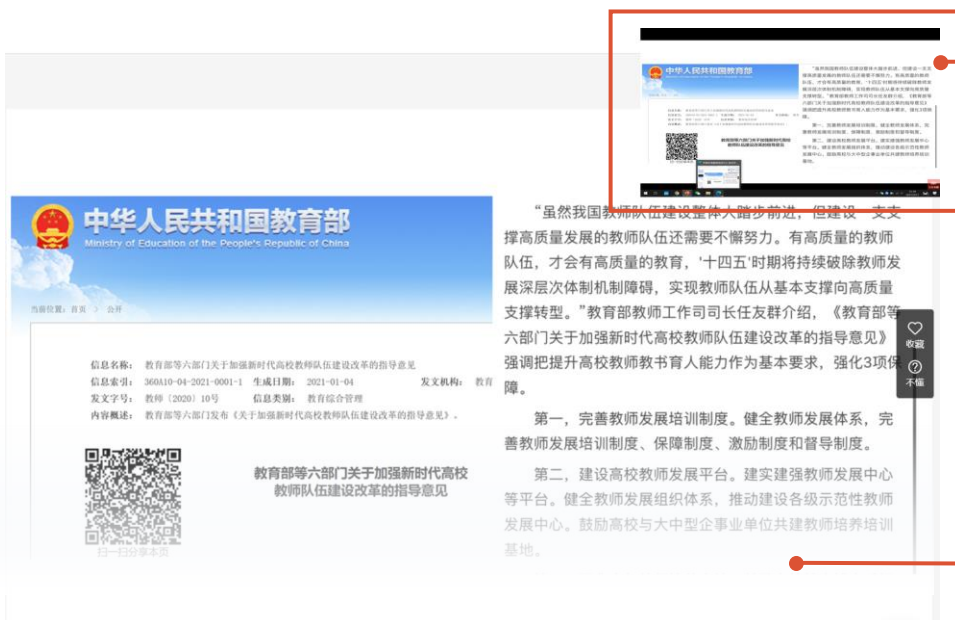 中华人民共和国教育部
Ministry of Education of the People's Republic of China
当前位置：首页 > 公开
信息名称： 教育部等六部门关于加强新时代高校教师队伍建设改革的指导意见
信息索引： 360A10-04-2021-0001-1 生成日期： 2021-01-04 发文机构： 教育
发文字号： 教师〔2020〕10号 信息类别： 教育综合管理
内容概述： 教育部等六部门发布《关于加强新时代高校教师队伍建设改革的指导意见》。
教育部等六部门关于加强新时代高校
教师队伍建设改革的指导意见
扫一扫分享本页
“虽然我国教师队伍建设整体大踏步前进，但建设一支支
撑高质量发展的教师队伍还需要不懈努力。有高质量的教师
队伍，才会有高质量的教育，'十四五'时期将持续破除教师发
展深层次体制机制障碍，实现教师队伍从基本支撑向高质量
支撑转型。”教育部教师工作司司长任友群介绍，《教育部等
六部门关于加强新时代高校教师队伍建设改革的指导意见》
强调把提升高校教师教书育人能力作为基本要求，强化3项保
障。
第一，完善教师发展培训制度。健全教师发展体系，完
善教师发展培训制度、保障制度、激励制度和督导制度。
第二，建设高校教师发展平台。建实建强教师发展中心
等平台。健全教师发展组织体系，推动建设各级示范性教师
发展中心。鼓励高校与大中型企事业单位共建教师培养培训
基地。
收藏
不懂